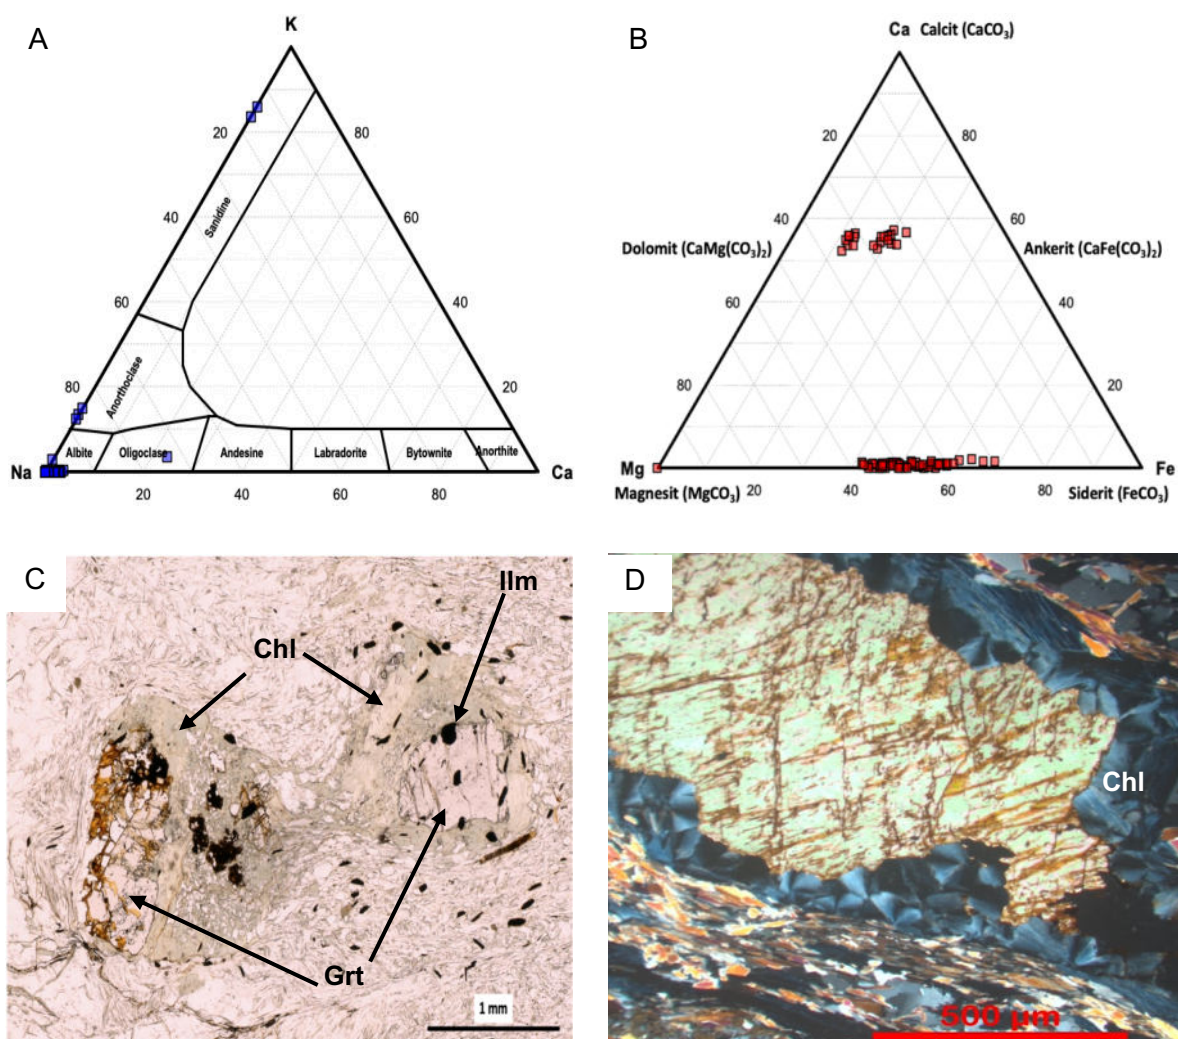 A
K
20
80
40
60
Sanidine
60
40
Anorthoclase
80
20
Albite
Oligoclase
Andesine
Labradorite
Bytownite
Anorthite
Na
Ca
20
40
60
80
B
Ca Calcit (CaCO₃)
20
80
40
60
Dolomit (CaMg(CO₃)₂)
Ankerit (CaFe(CO₃)₂)
60
40
80
20
Mg
Fe
Magnesit (MgCO₃)
20
40
60
80
Siderit (FeCO₃)
C
Ilm
Chl
Grt
1 mm
D
Chl
500 µm